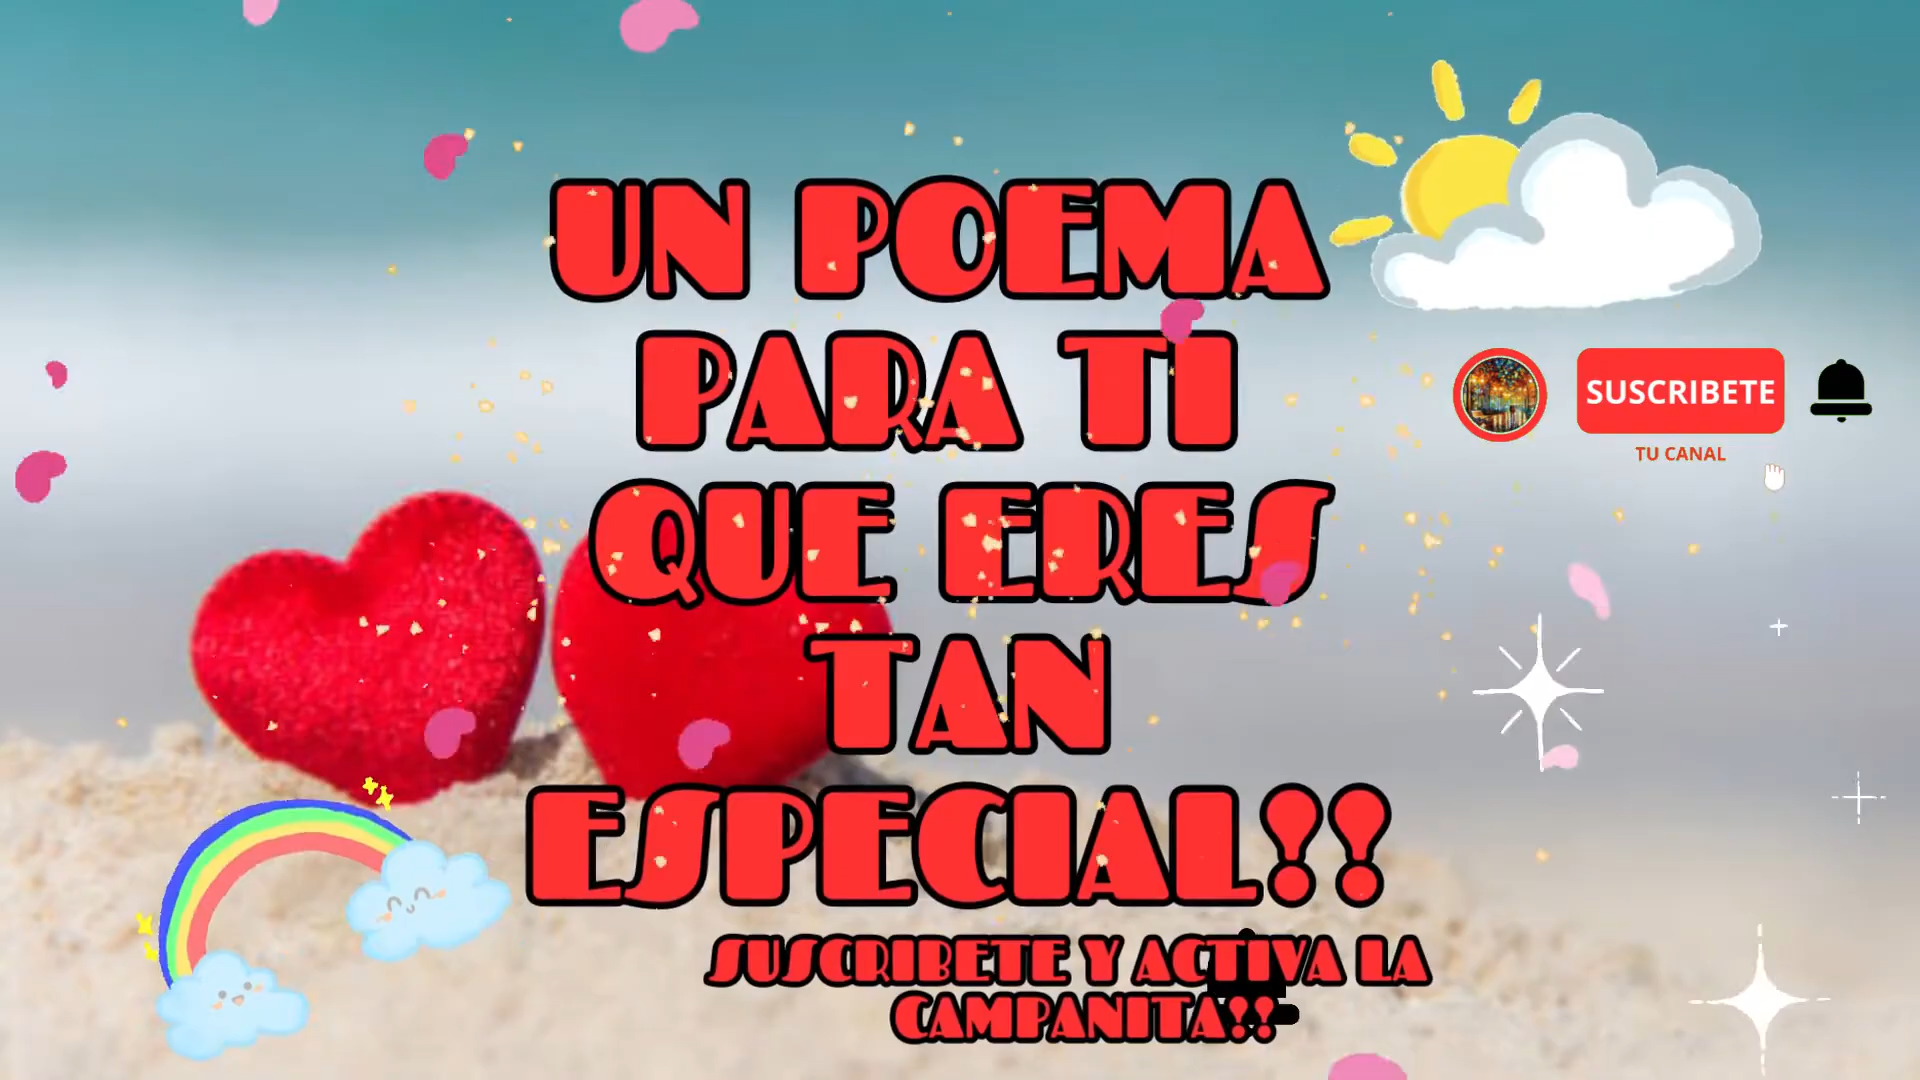 UN POEMA
PARA TI
QUE ERES
TAN
ESPECIAL!!
SUSCRIBETE
TU CANAL
SUSCRIBETE Y ACTIVA LA
CAMPANITA!!